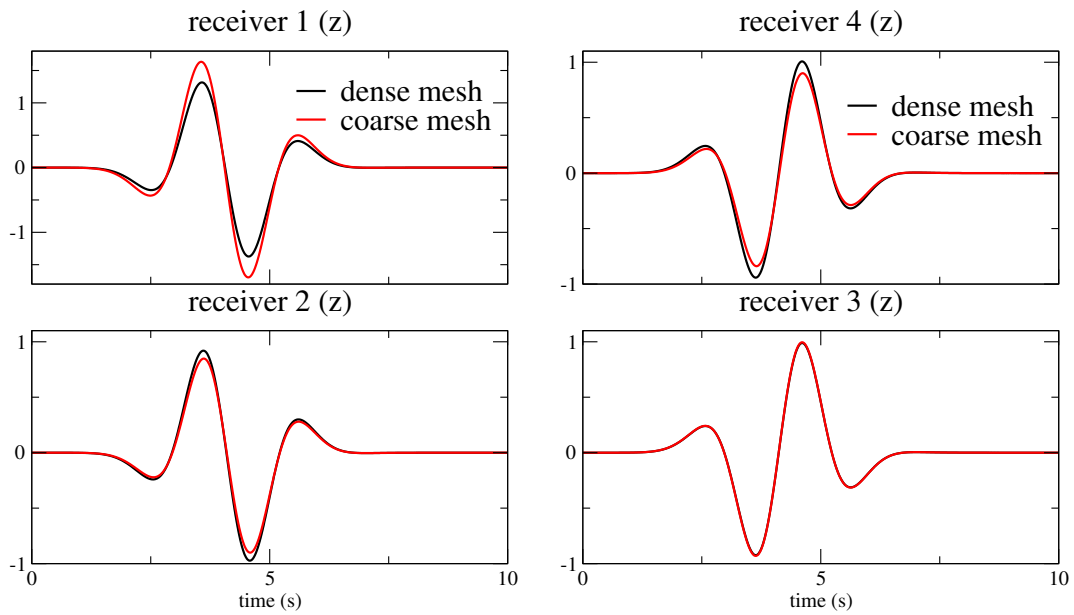 receiver 1 (z)
1
0
-1
dense mesh
coarse mesh
receiver 4 (z)
1
0
-1
dense mesh
coarse mesh
receiver 2 (z)
1
0
-1
0
5
10
time (s)
receiver 3 (z)
1
0
-1
0
5
10
time (s)